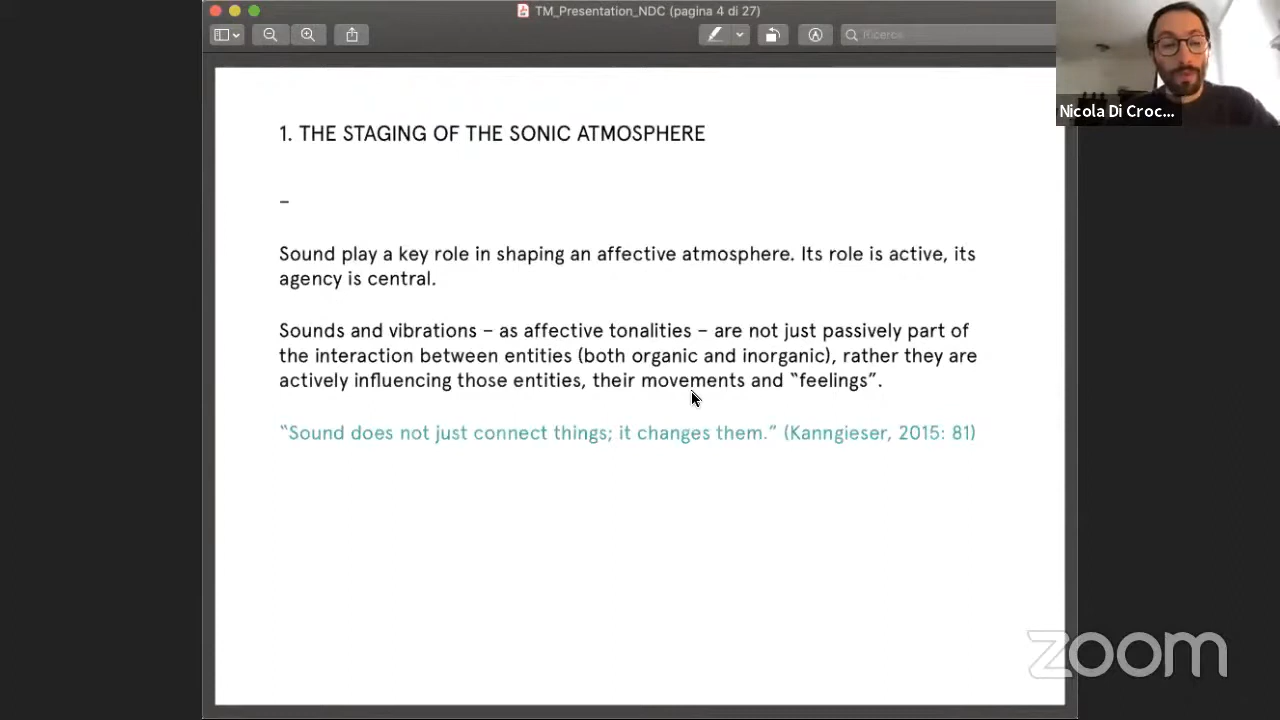 TM_Presentation_NDC (pagina 4 di 27)
Ricerca
Nicola Di Croc...
1. THE STAGING OF THE SONIC ATMOSPHERE
–
Sound play a key role in shaping an affective atmosphere. Its role is active, its
agency is central.
Sounds and vibrations – as affective tonalities – are not just passively part of
the interaction between entities (both organic and inorganic), rather they are
actively influencing those entities, their movements and “feelings”.
“Sound does not just connect things; it changes them.” (Kanngieser, 2015: 81)
zoom